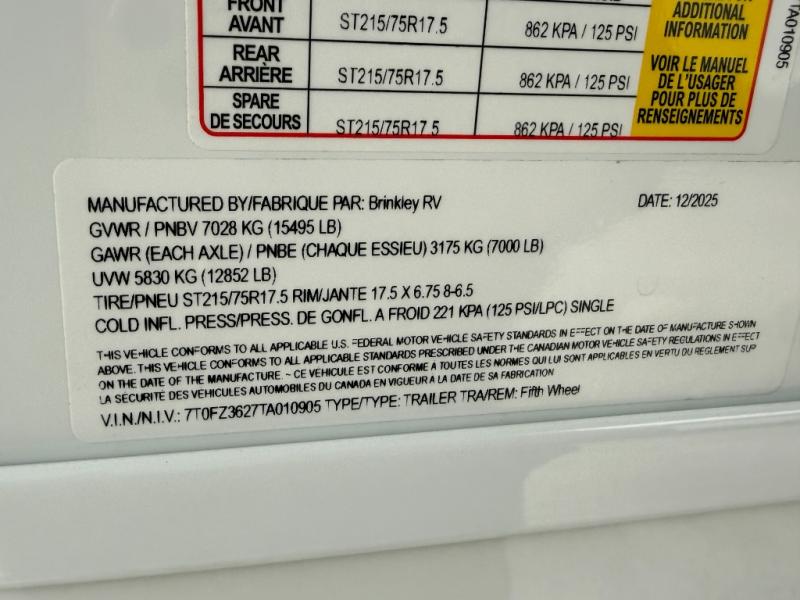 FRONT
AVANT
ST215/75R17.5
862 KPA / 125 PSI
REAR
ARRIÈRE
ST215/75R17.5
862 KPA / 125 PSI
SPARE
DE SECOURS
ST215/75R17.5
862 KPA / 125 PSI
ADDITIONAL
INFORMATION
VOIR LE MANUEL
DE L'USAGER
POUR PLUS DE
RENSEIGNEMENTS
TA010905
MANUFACTURED BY/FABRIQUE PAR: Brinkley RV DATE: 12/2025
GVWR / PNBV 7028 KG (15495 LB)
GAWR (EACH AXLE) / PNBE (CHAQUE ESSIEU) 3175 KG (7000 LB)
UVW 5830 KG (12852 LB)
TIRE/PNEU ST215/75R17.5 RIM/JANTE 17.5 X 6.75 8-6.5
COLD INFL. PRESS/PRESS. DE GONFL. A FROID 221 KPA (125 PSI/LPC) SINGLE
THIS VEHICLE CONFORMS TO ALL APPLICABLE U.S. FEDERAL MOTOR VEHICLE SAFETY STANDARDS IN EFFECT ON THE DATE OF MANUFACTURE SHOWN
ABOVE. THIS VEHICLE CONFORMS TO ALL APPLICABLE STANDARDS PRESCRIBED UNDER THE CANADIAN MOTOR VEHICLE SAFETY REGULATIONS IN EFFECT
ON THE DATE OF THE MANUFACTURE. ~ CE VEHICULE EST CONFORME A TOUTES LES NORMES QUI LUI SONT APPLICABLES EN VERTU DU REGLEMENT SUR
LA SÉCURITÉ DES VÉHICULES AUTOMOBILES DU CANADA EN VIGUEUR A LA DATE DE SA FABRICATION
V.I.N./N.I.V.: 7T0FZ3627TA010905 TYPE/TYPE: TRAILER TRA/REM: Fifth Wheel